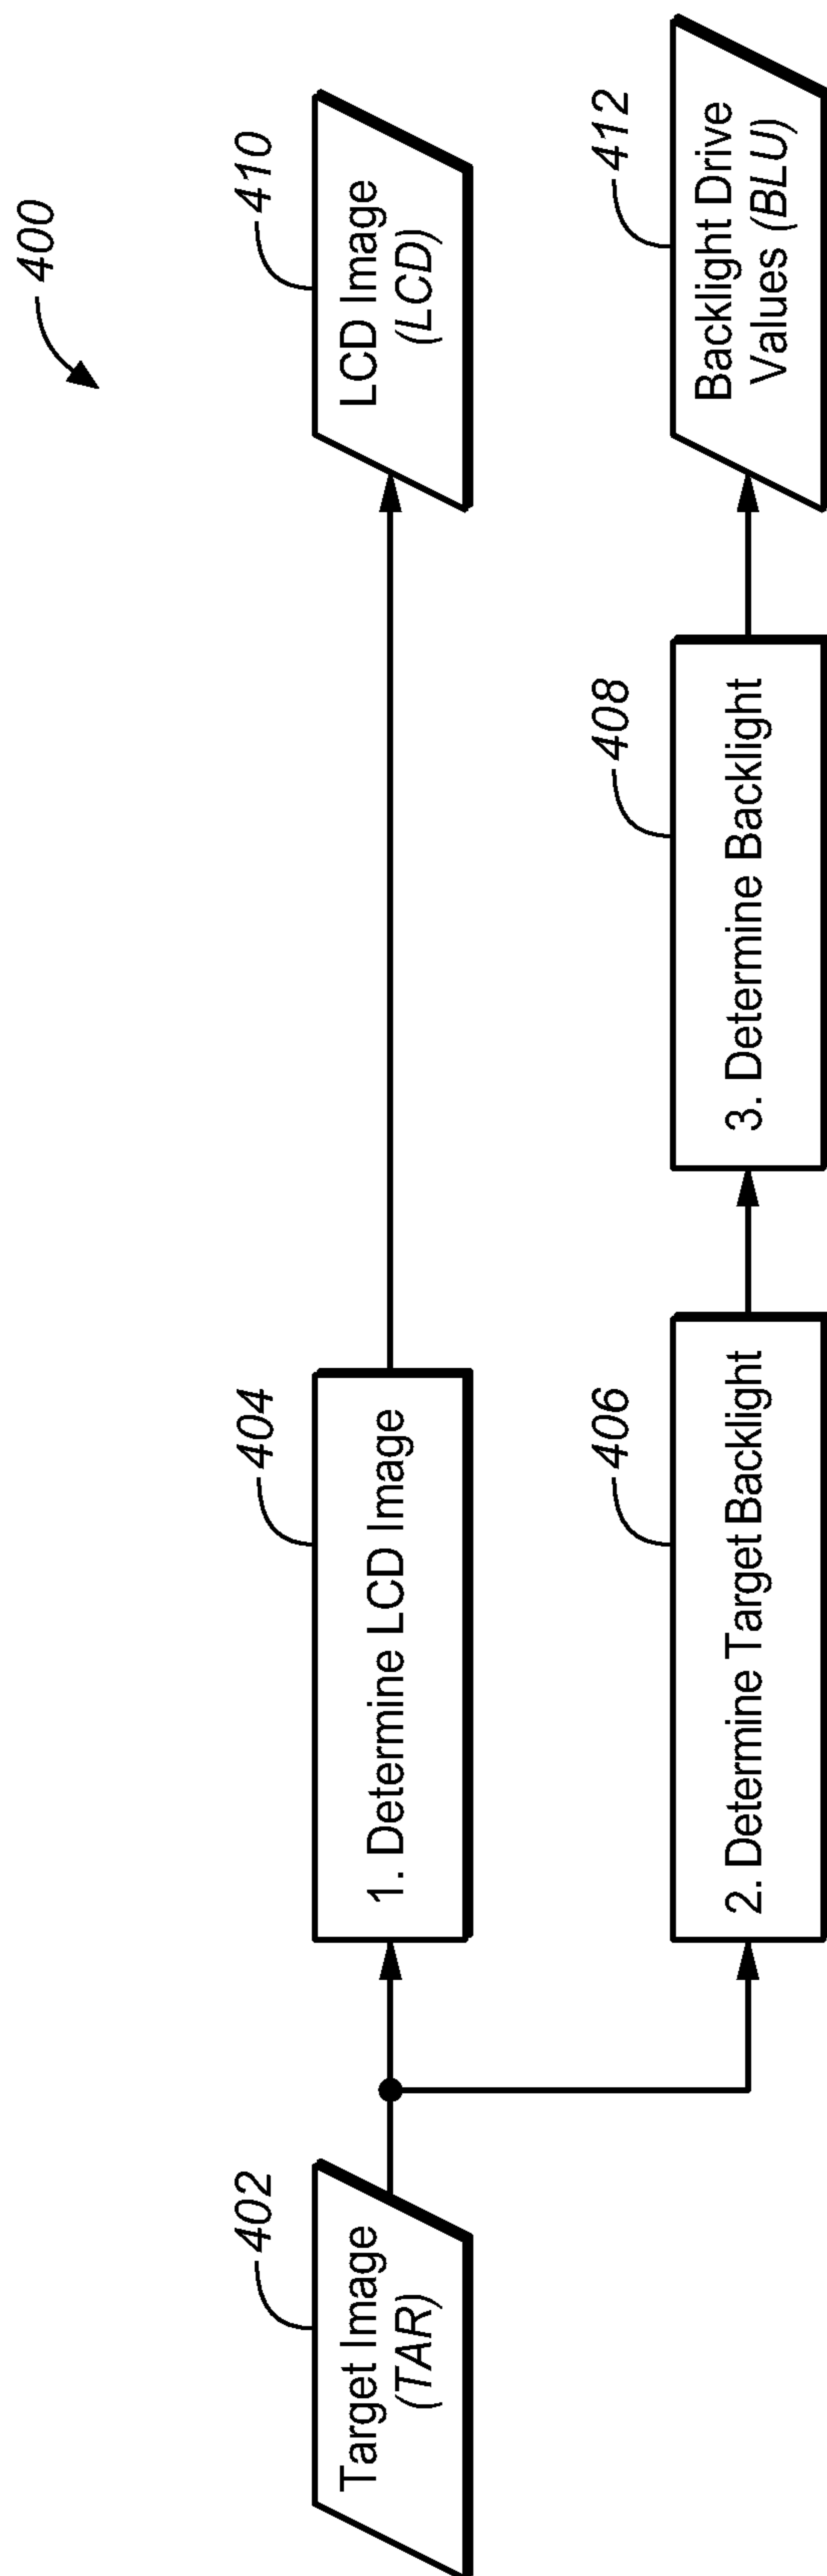 400
402
Target Image
(TAR)
404
1. Determine LCD Image
410
LCD Image
(LCD)
406
2. Determine Target Backlight
408
3. Determine Backlight
412
Backlight Drive
Values (BLU)